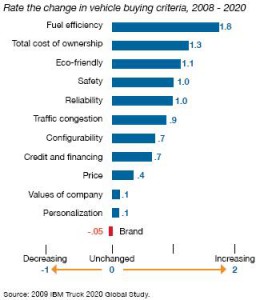 Rate the change in vehicle buying criteria, 2008 - 2020
Fuel efficiency 1.8
Total cost of ownership 1.3
Eco-friendly 1.1
Safety 1.0
Reliability 1.0
Traffic congestion .9
Configurability .7
Credit and financing .7
Price .4
Values of company .1
Personalization .1
-.05 Brand
Decreasing Unchanged Increasing
-1 0 2
Source: 2009 IBM Truck 2020 Global Study.